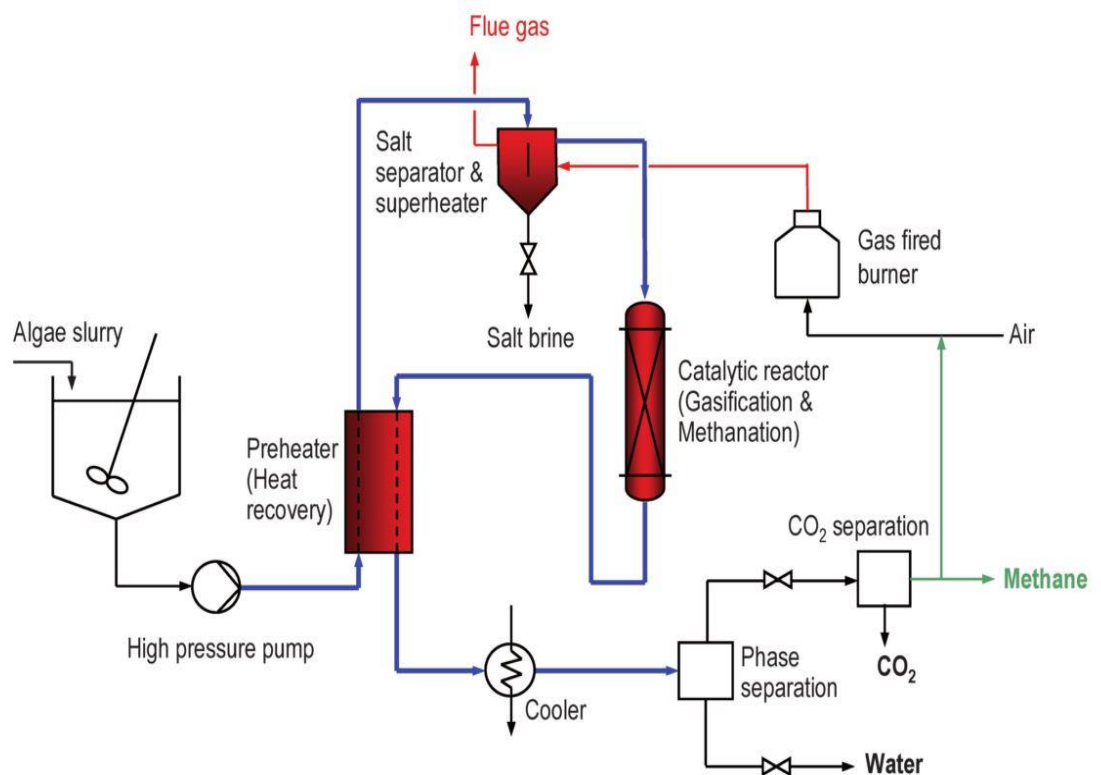 Flue gas
Salt
separator &
superheater
Gas fired
burner
Salt brine
Air
Algae slurry
Catalytic reactor
(Gasification &
Methanation)
Preheater
(Heat
recovery)
CO₂ separation
Methane
High pressure pump
Phase
separation
CO₂
Cooler
Water